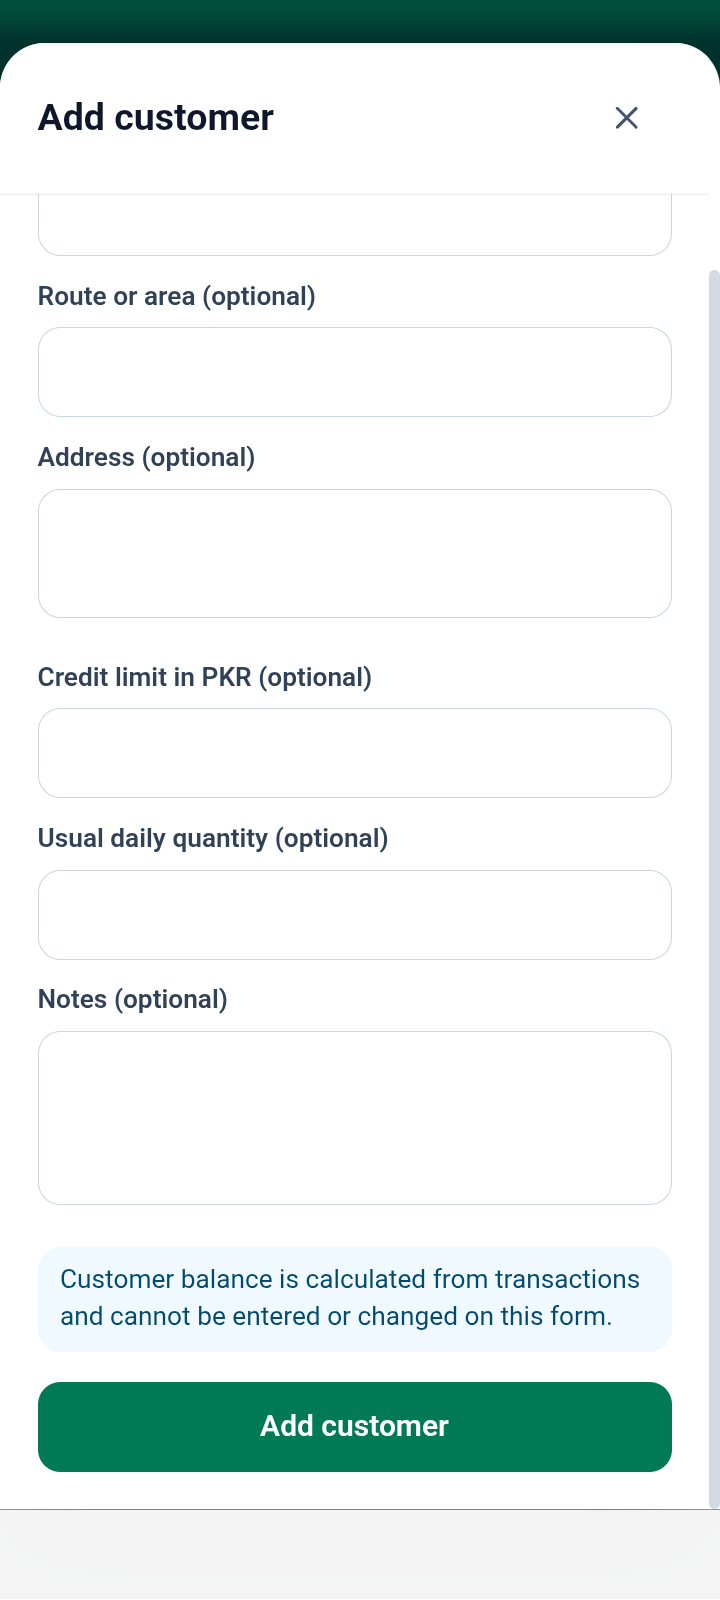 Add customer
Route or area (optional)
Address (optional)
Credit limit in PKR (optional)
Usual daily quantity (optional)
Notes (optional)
Customer balance is calculated from transactions
and cannot be entered or changed on this form.
Add customer